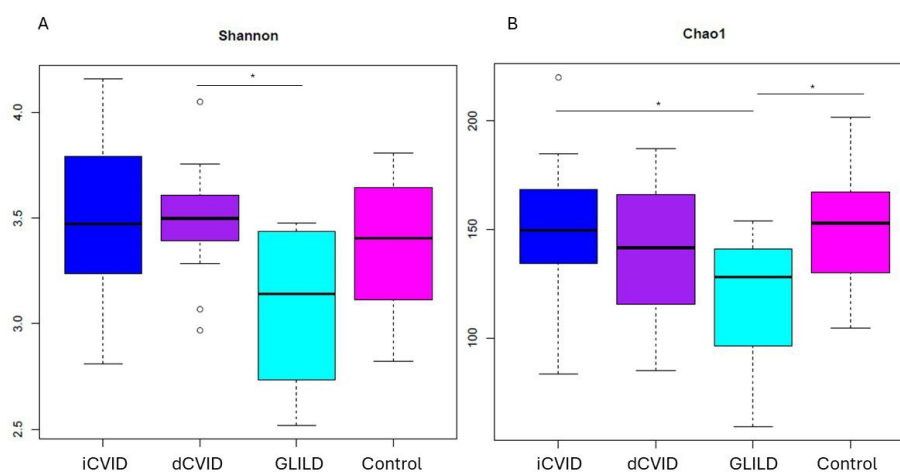 A
Shannon
*
4.0
3.5
3.0
2.5
iCVID dCVID GLILD Control
B
Chao1
*
*
200
150
100
iCVID dCVID GLILD Control